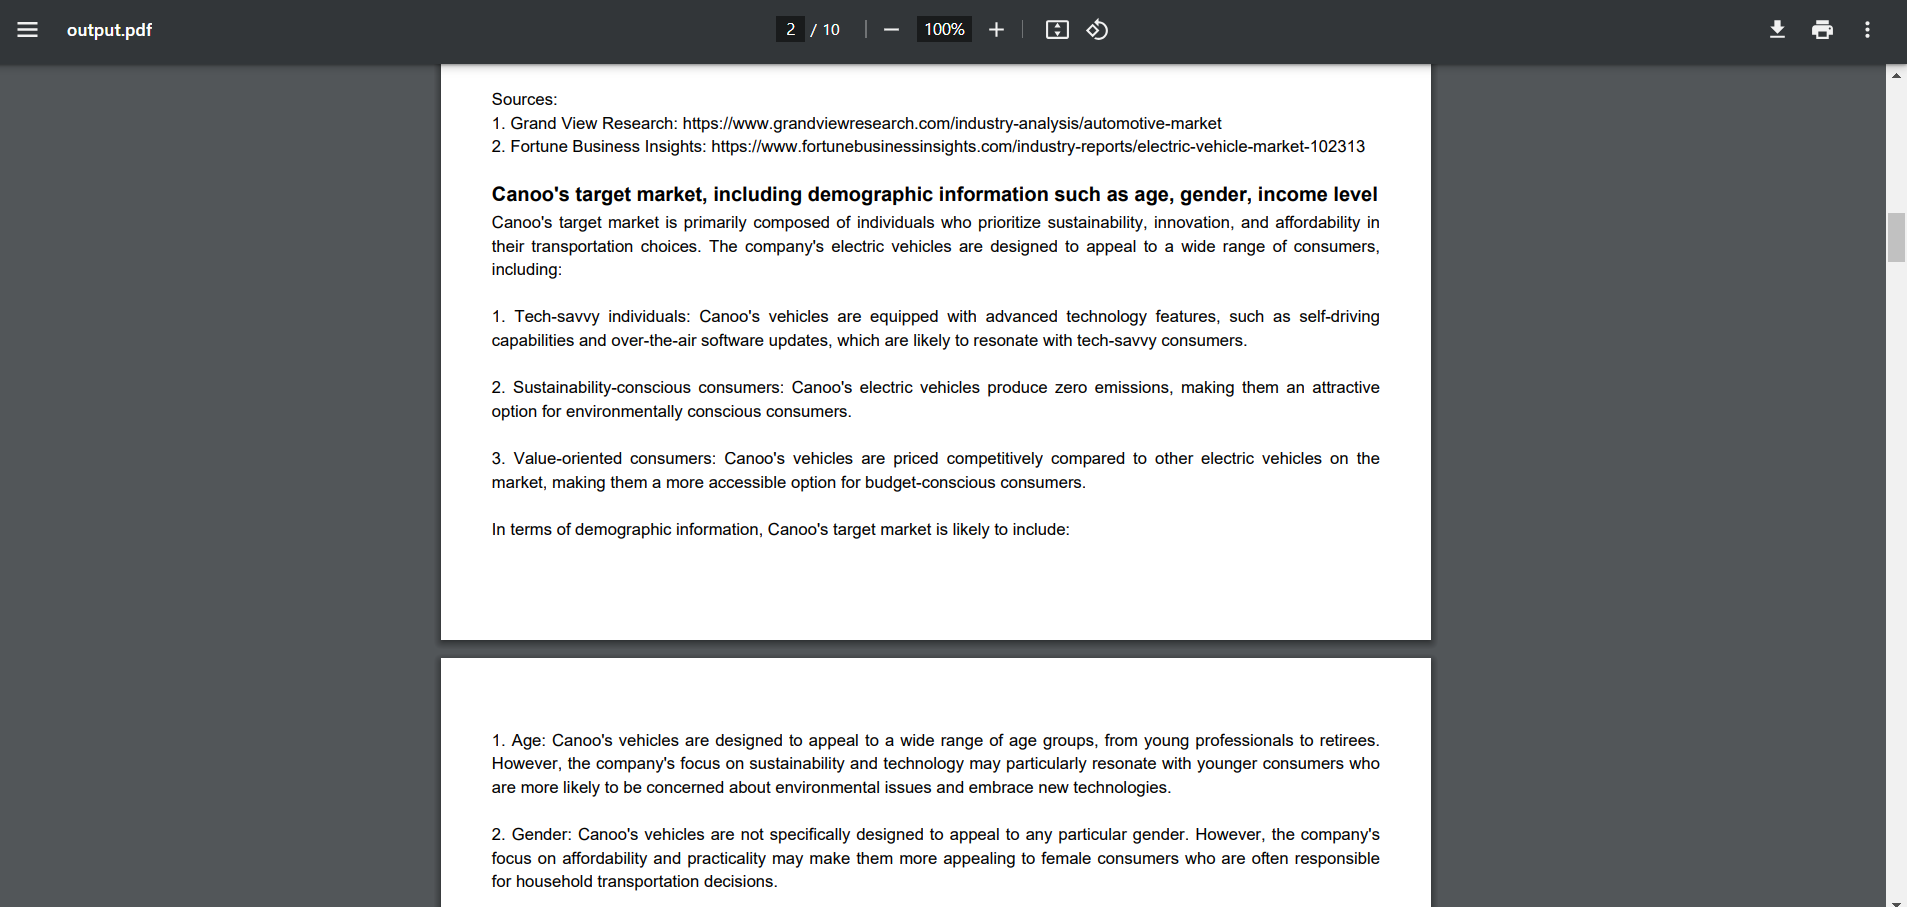 output.pdf
2 / 10
100%
Sources:
1. Grand View Research: https://www.grandviewresearch.com/industry-analysis/automotive-market
2. Fortune Business Insights: https://www.fortunebusinessinsights.com/industry-reports/electric-vehicle-market-102313
Canoo's target market, including demographic information such as age, gender, income level
Canoo's target market is primarily composed of individuals who prioritize sustainability, innovation, and affordability in
their transportation choices. The company's electric vehicles are designed to appeal to a wide range of consumers,
including:
1. Tech-savvy individuals: Canoo's vehicles are equipped with advanced technology features, such as self-driving
capabilities and over-the-air software updates, which are likely to resonate with tech-savvy consumers.
2. Sustainability-conscious consumers: Canoo's electric vehicles produce zero emissions, making them an attractive
option for environmentally conscious consumers.
3. Value-oriented consumers: Canoo's vehicles are priced competitively compared to other electric vehicles on the
market, making them a more accessible option for budget-conscious consumers.
In terms of demographic information, Canoo's target market is likely to include:
1. Age: Canoo's vehicles are designed to appeal to a wide range of age groups, from young professionals to retirees.
However, the company's focus on sustainability and technology may particularly resonate with younger consumers who
are more likely to be concerned about environmental issues and embrace new technologies.
2. Gender: Canoo's vehicles are not specifically designed to appeal to any particular gender. However, the company's
focus on affordability and practicality may make them more appealing to female consumers who are often responsible
for household transportation decisions.